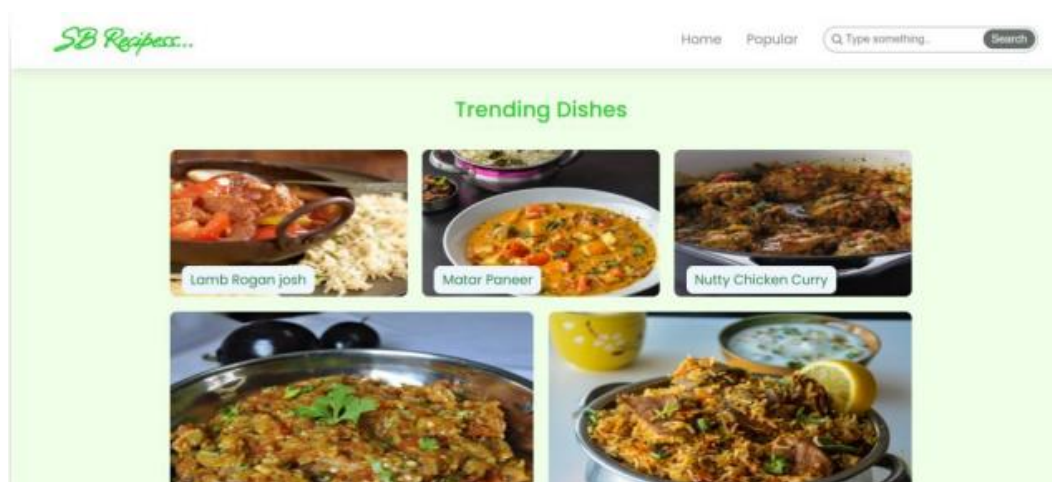 SB Recipess...
Home Popular Type something.. Search
Trending Dishes
Lamb Rogan josh
Matar Paneer
Nutty Chicken Curry